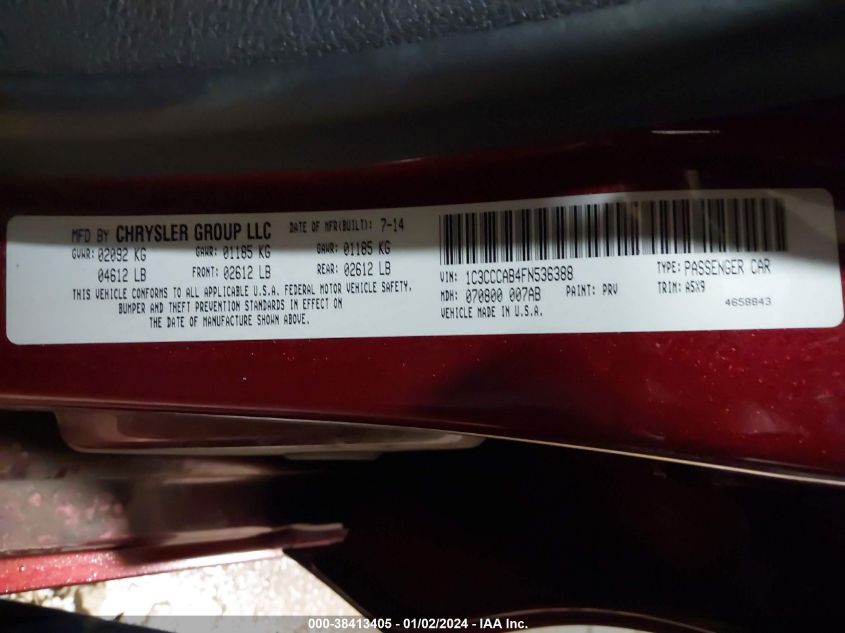 MFD BY CHRYSLER GROUP LLC DATE OF MFR(BUILT): 7-14
GVWR: 02092 KG GAWR: 01185 KG GAWR: 01185 KG
04612 LB FRONT: 02612 LB REAR: 02612 LB
THIS VEHICLE CONFORMS TO ALL APPLICABLE U.S.A. FEDERAL MOTOR VEHICLE SAFETY,
BUMPER AND THEFT PREVENTION STANDARDS IN EFFECT ON
THE DATE OF MANUFACTURE SHOWN ABOVE.
VIN: 1C3CCCAB4FN536388 TYPE: PASSENGER CAR
MDH: 070800 007AB PAINT: PRV TRIM: A5X9
VEHICLE MADE IN U.S.A. 4658843
000-38413405 - 01/02/2024 - IAA Inc.